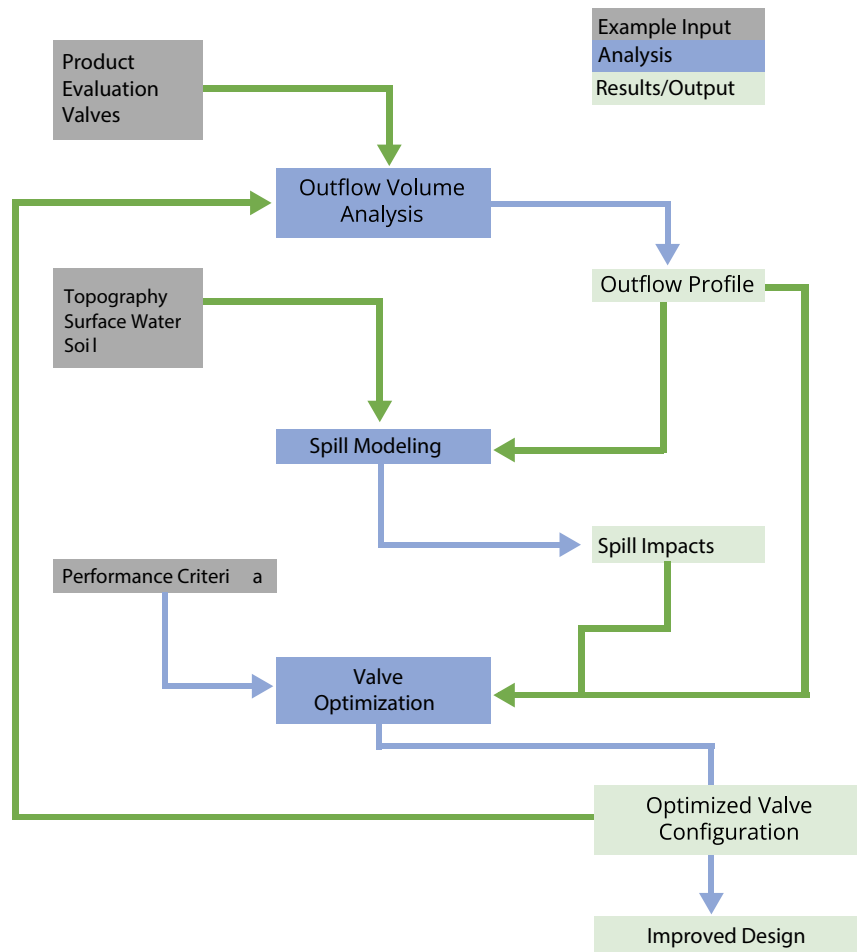 Example Input
Analysis
Results/Output
Product
Evaluation
Valves
Outflow Volume
Analysis
Outflow Profile
Topography
Surface Water
Soil
Spill Modeling
Spill Impacts
Performance Criteri a
Valve
Optimization
Optimized Valve
Configuration
Improved Design